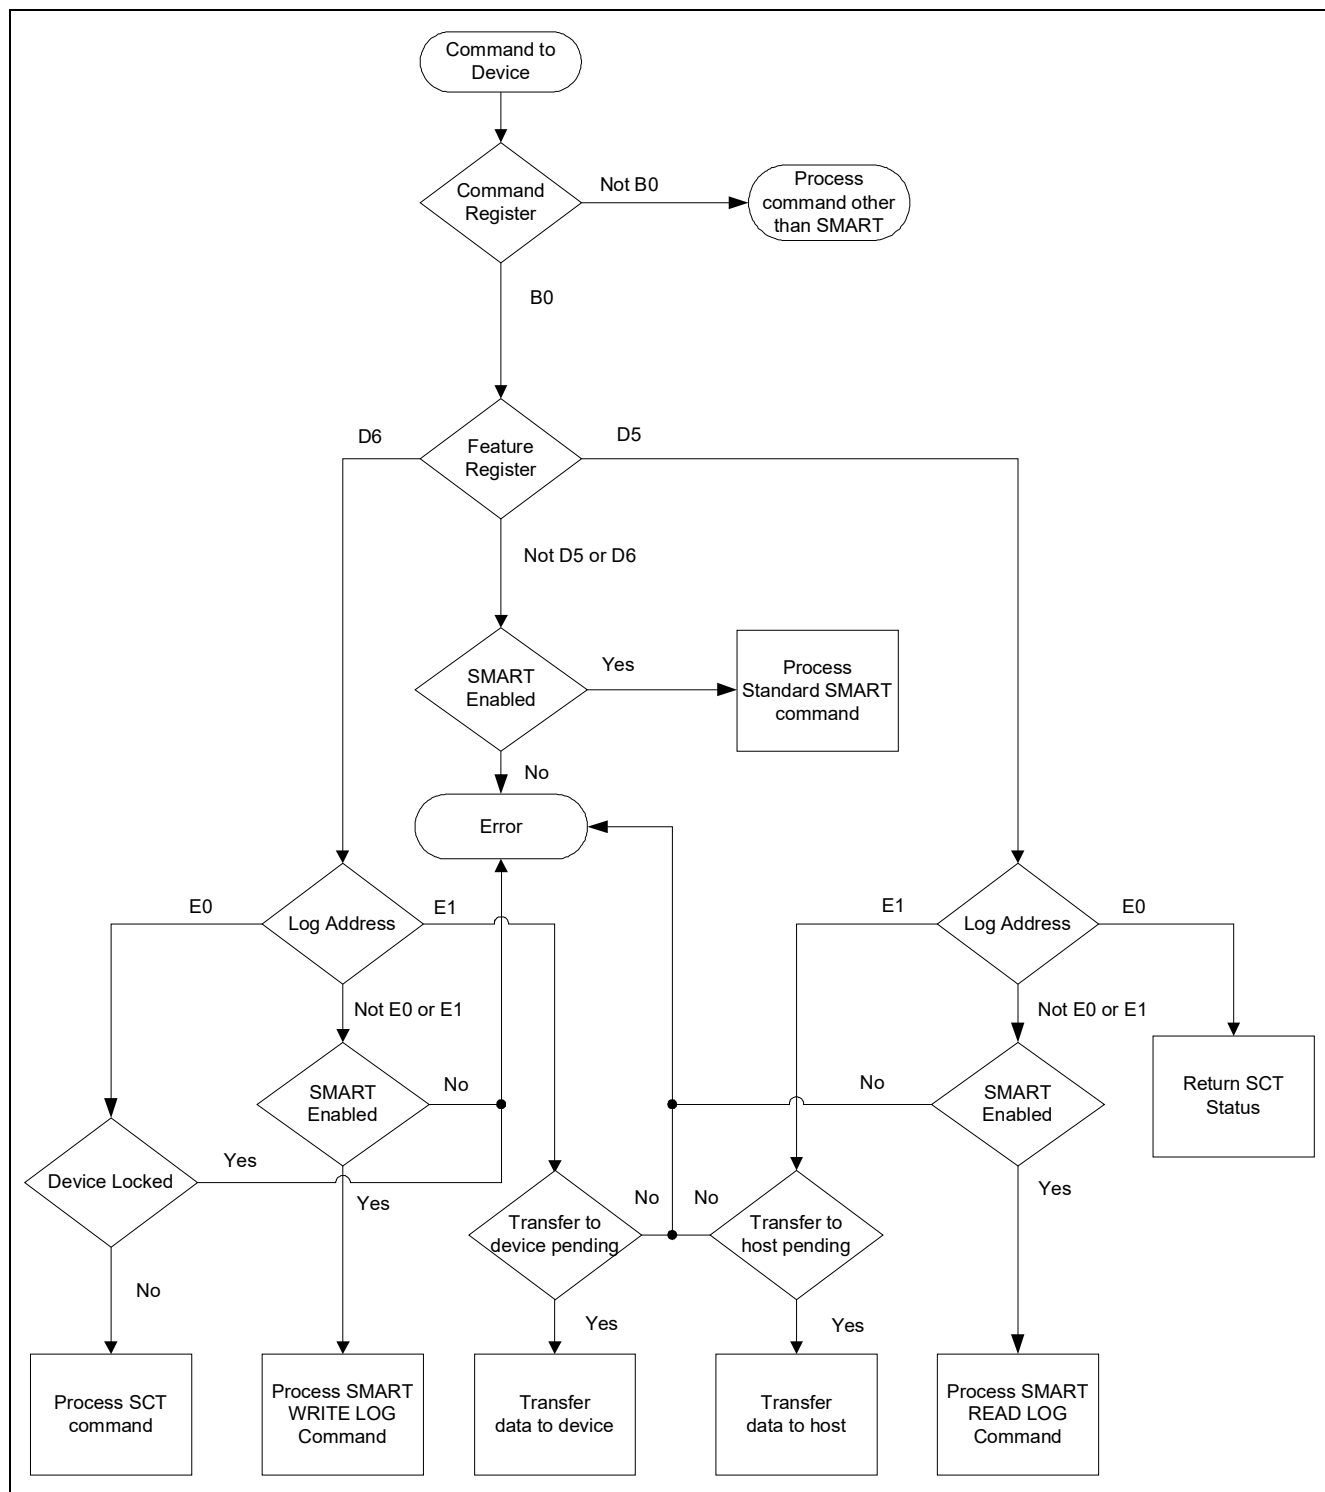 Command to
Device
Command
Register
Not B0
Process
command other
than SMART
B0
D6
Feature
Register
D5
Not D5 or D6
SMART
Enabled
Yes
Process
Standard SMART
command
No
Error
E0
Log Address
E1
E1
Log Address
E0
Not E0 or E1
Not E0 or E1
SMART
Enabled
No
No
SMART
Enabled
Return SCT
Status
Device Locked
Yes
Yes
No
No
Yes
Transfer to
device pending
Transfer to
host pending
No
Yes
Yes
Process SCT
command
Process SMART
WRITE LOG
Command
Transfer
data to device
Transfer
data to host
Process SMART
READ LOG
Command